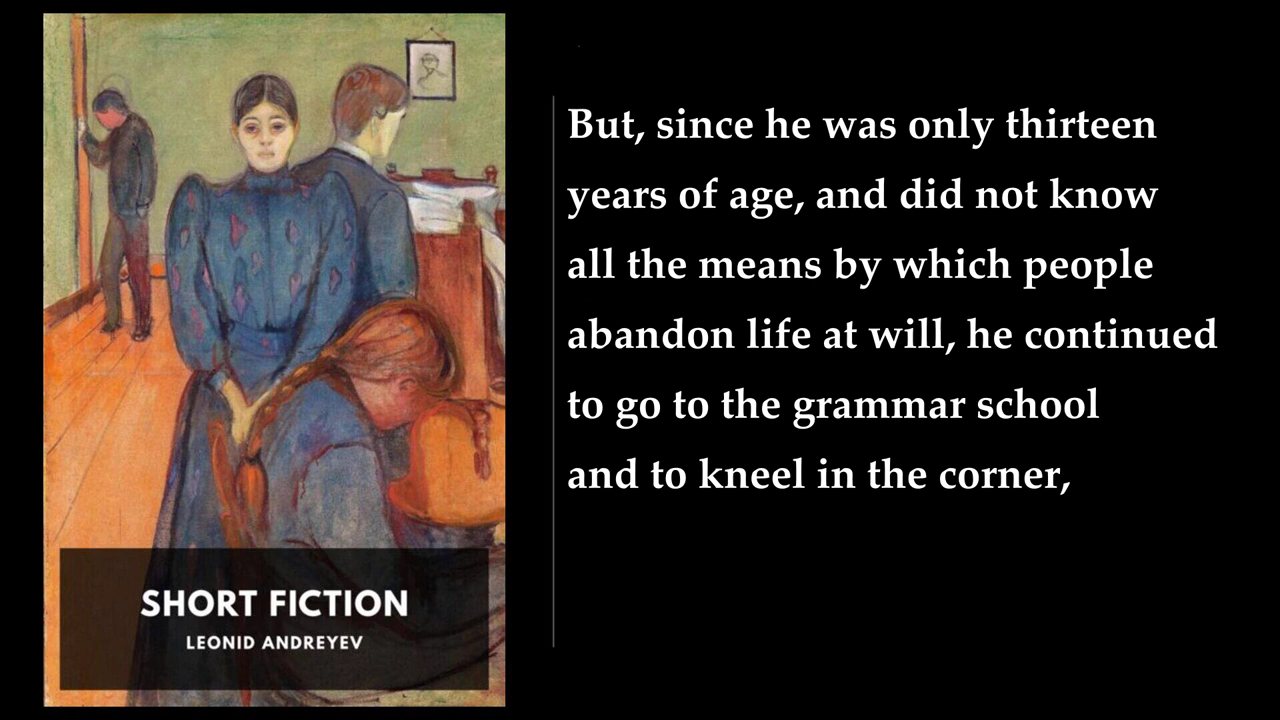 SHORT FICTION
LEONID ANDREYEV
But, since he was only thirteen
years of age, and did not know
all the means by which people
abandon life at will, he continued
to go to the grammar school
and to kneel in the corner,